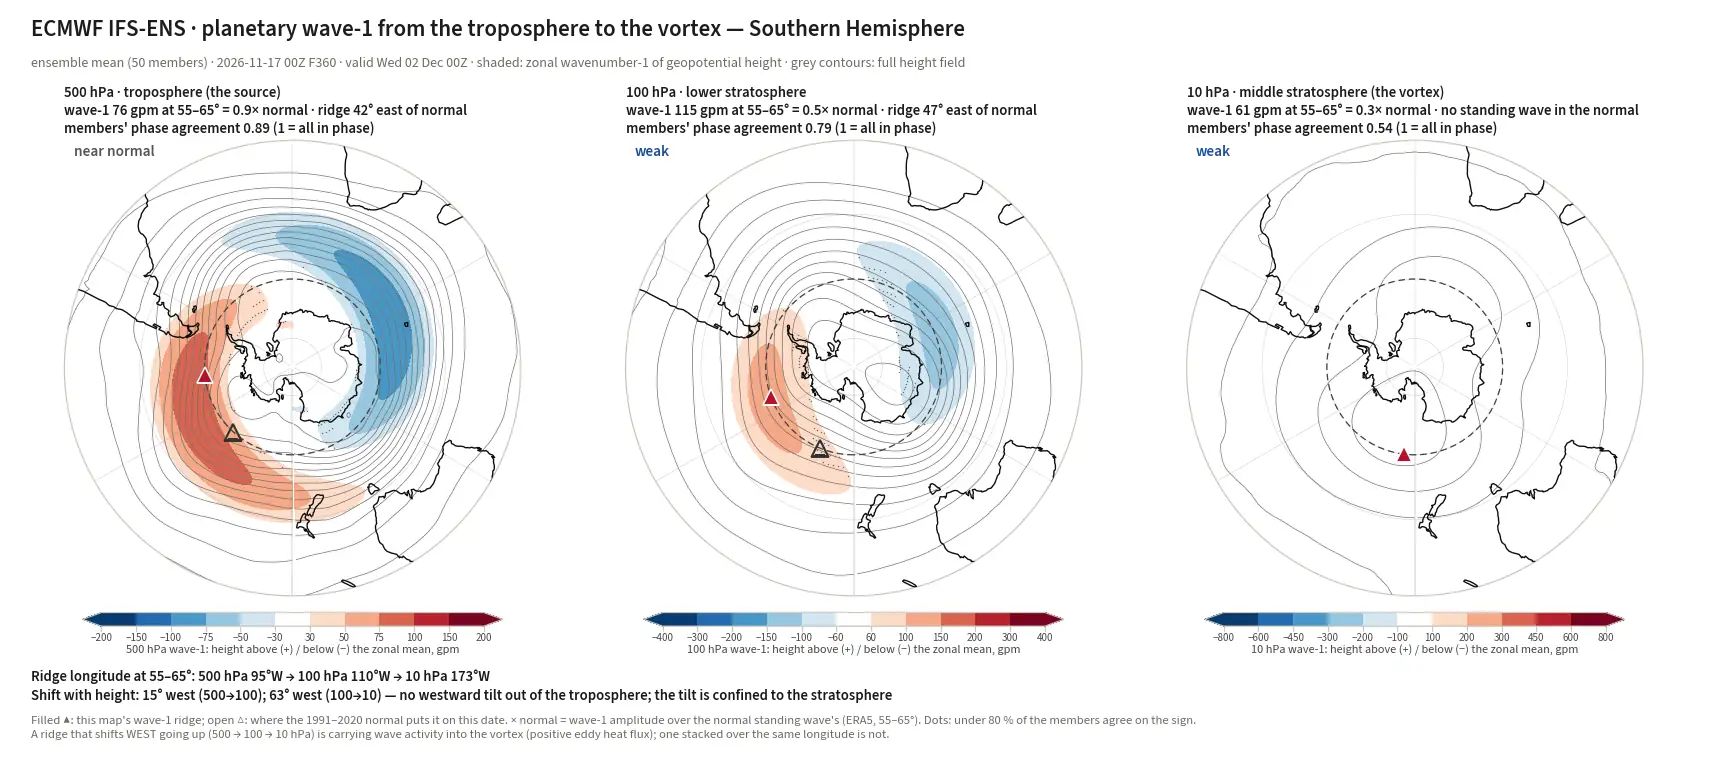 ECMWF IFS-ENS · planetary wave-1 from the troposphere to the vortex — Southern Hemisphere
ensemble mean (50 members) · 2026-11-17 00Z F360 · valid Wed 02 Dec 00Z · shaded: zonal wavenumber-1 of geopotential height · grey contours: full height field
500 hPa · troposphere (the source)
wave-1 76 gpm at 55–65° = 0.9× normal · ridge 42° east of normal
members' phase agreement 0.89 (1 = all in phase)
near normal
100 hPa · lower stratosphere
wave-1 115 gpm at 55–65° = 0.5× normal · ridge 47° east of normal
members' phase agreement 0.79 (1 = all in phase)
weak
10 hPa · middle stratosphere (the vortex)
wave-1 61 gpm at 55–65° = 0.3× normal · no standing wave in the normal
members' phase agreement 0.54 (1 = all in phase)
weak
−200 −150 −100 −75 −50 −30 30 50 75 100 150 200
500 hPa wave-1: height above (+) / below (−) the zonal mean, gpm
−400 −300 −200 −150 −100 −60 60 100 150 200 300 400
100 hPa wave-1: height above (+) / below (−) the zonal mean, gpm
−800 −600 −450 −300 −200 −100 100 200 300 450 600 800
10 hPa wave-1: height above (+) / below (−) the zonal mean, gpm
Ridge longitude at 55–65°: 500 hPa 95°W → 100 hPa 110°W → 10 hPa 173°W
Shift with height: 15° west (500→100); 63° west (100→10) — no westward tilt out of the troposphere; the tilt is confined to the stratosphere
Filled ▲: this map's wave-1 ridge; open △: where the 1991–2020 normal puts it on this date. × normal = wave-1 amplitude over the normal standing wave's (ERA5, 55–65°). Dots: under 80 % of the members agree on the sign.
A ridge that shifts WEST going up (500 → 100 → 10 hPa) is carrying wave activity into the vortex (positive eddy heat flux); one stacked over the same longitude is not.